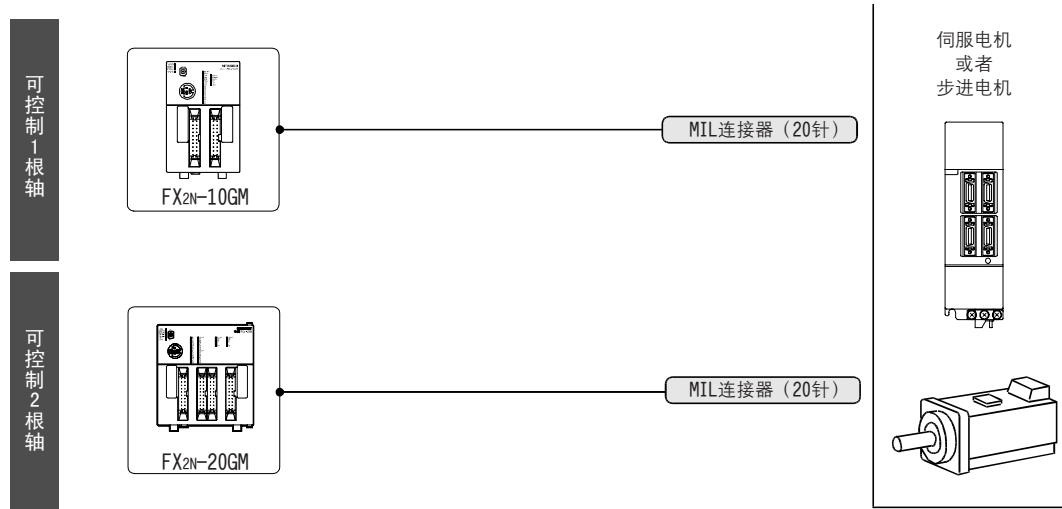 可控制1根轴
FX2N-10GM
MIL连接器（20针）
伺服电机
或者
步进电机
可控制2根轴
FX2N-20GM
MIL连接器（20针）